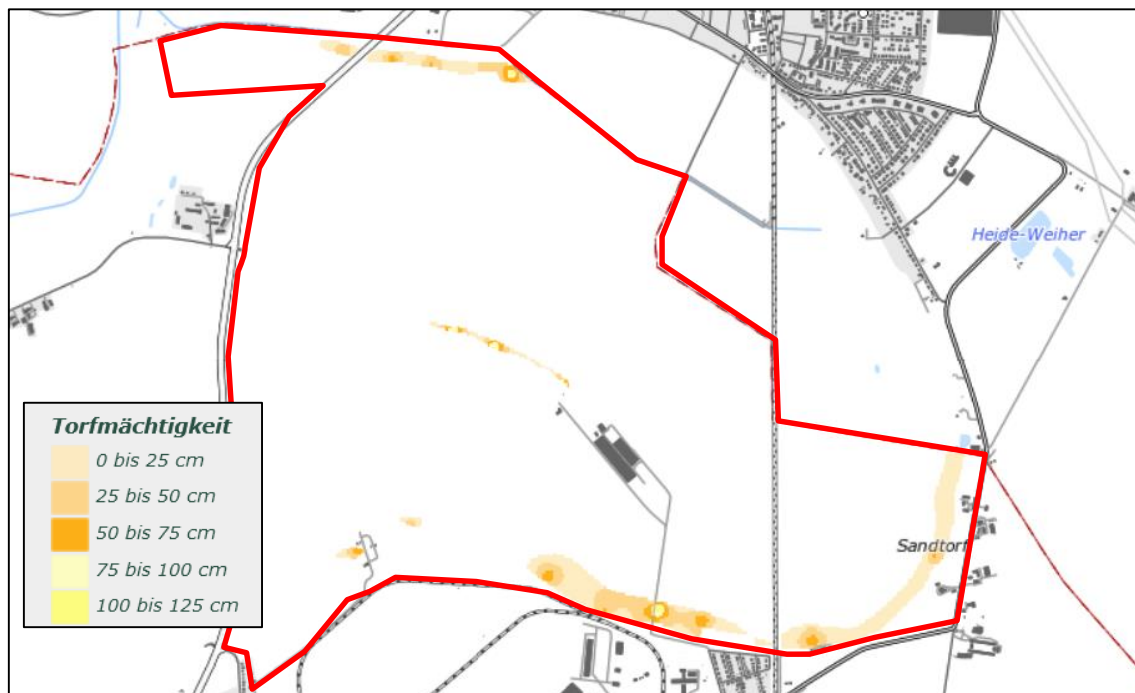 Heide-Weiher
Torfmächtigkeit
0 bis 25 cm
25 bis 50 cm
50 bis 75 cm
75 bis 100 cm
100 bis 125 cm
Sandtorf